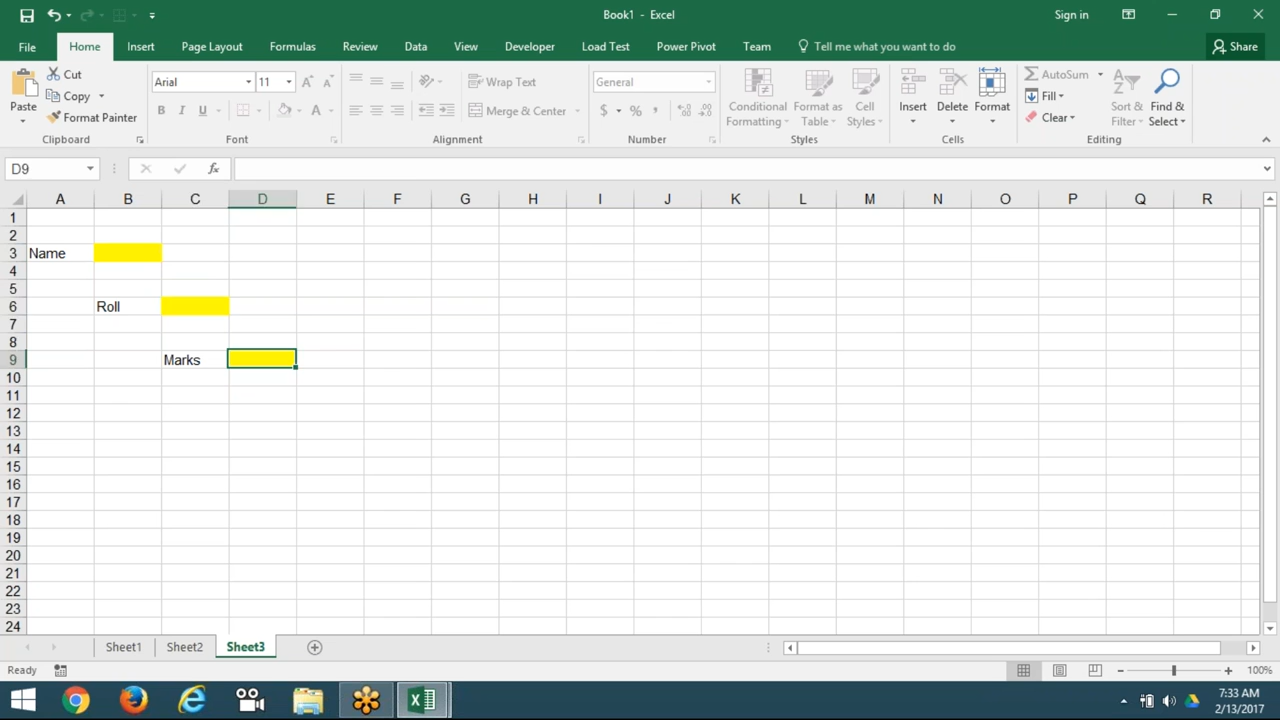 Book1 - Excel
Sign in
File Home Insert Page Layout Formulas Review Data View Developer Load Test Power Pivot Team Tell me what you want to do Share
Paste
Cut
Copy
Format Painter
Clipboard
Arial 11
B I U
Font
Wrap Text
Merge & Center
Alignment
General
$ % ,
Number
Conditional Formatting
Format as Table
Cell Styles
Styles
Insert
Delete
Format
Cells
AutoSum
Fill
Clear
Sort & Filter
Find & Select
Editing
D9 fx
A B C D E F G H I J K L M N O P Q R
1
2
3 Name
4
5
6 Roll
7
8
9 Marks
10
11
12
13
14
15
16
17
18
19
20
21
22
23
24
Sheet1 Sheet2 Sheet3
Ready 100%
7:33 AM
2/13/2017